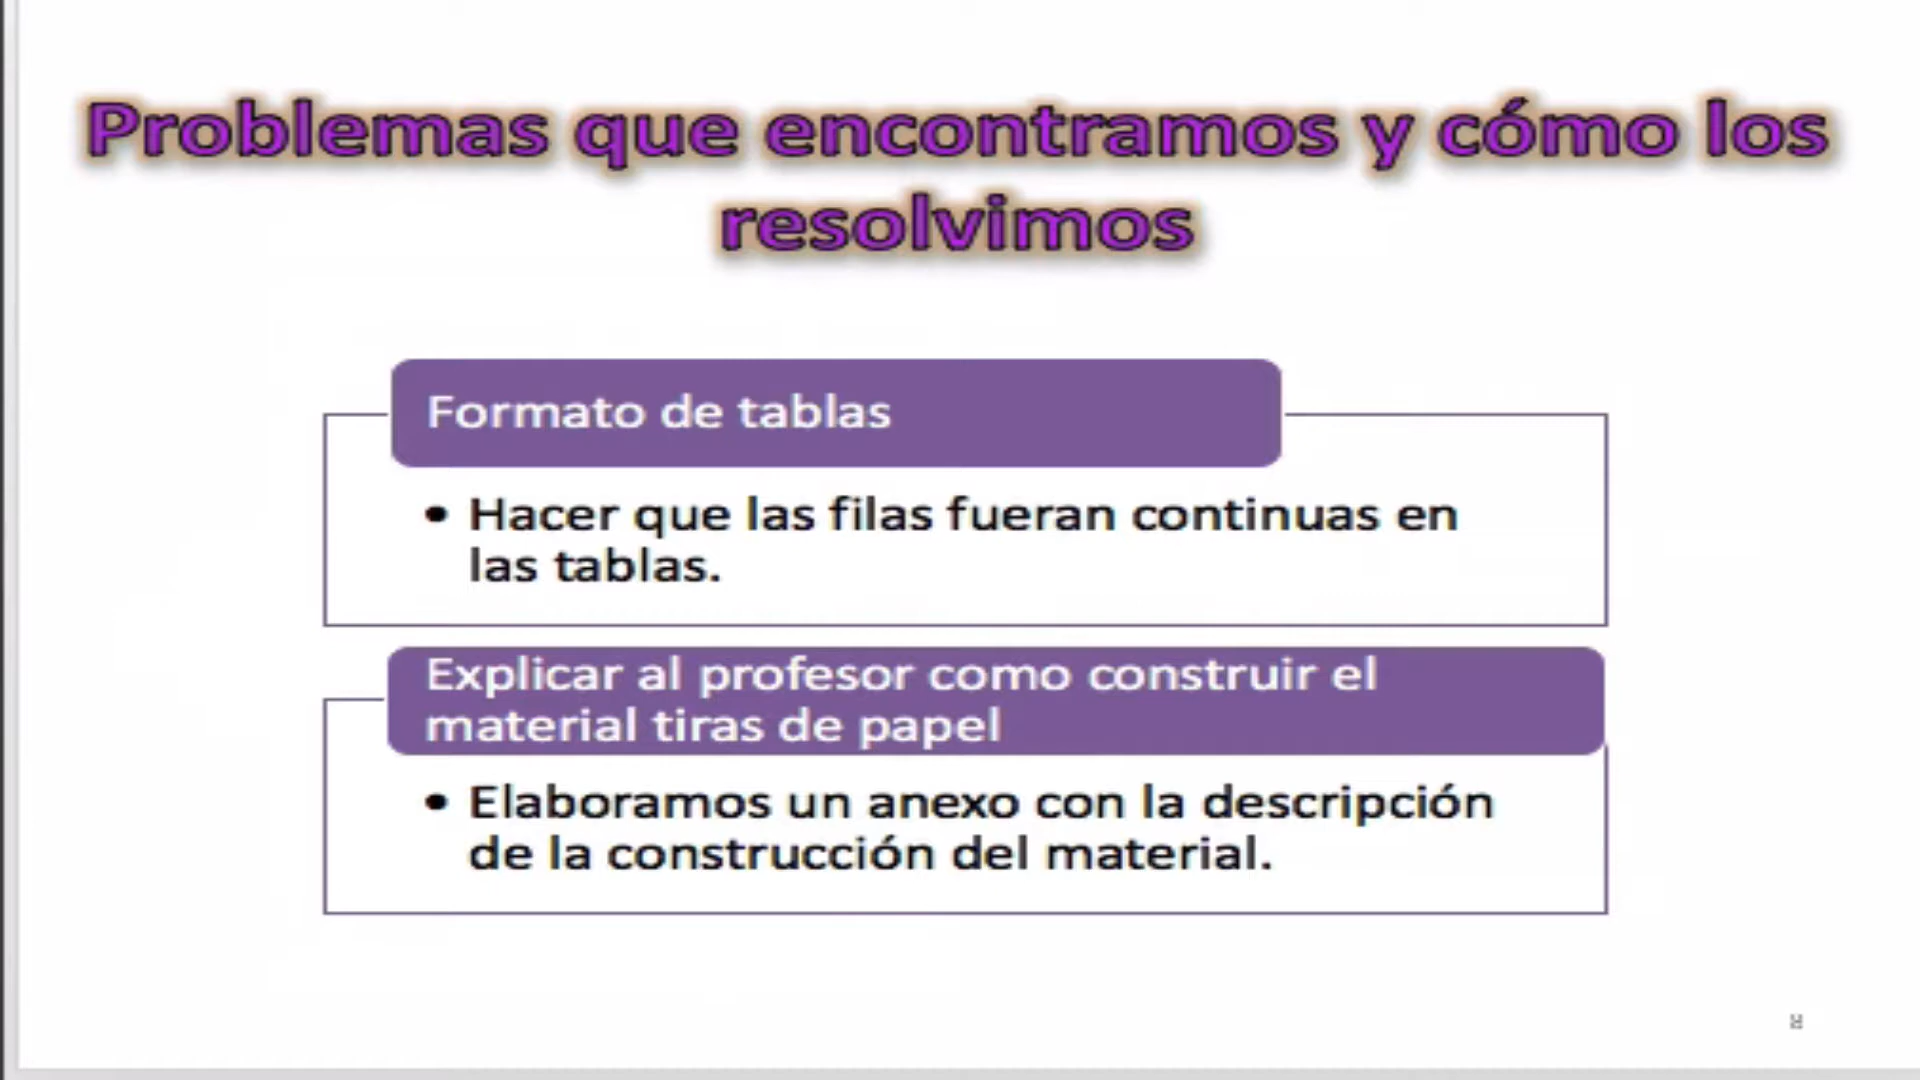 Problemas que encontramos y cómo los
resolvimos
Formato de tablas
• Hacer que las filas fueran continuas en
las tablas.
Explicar al profesor como construir el
material tiras de papel
• Elaboramos un anexo con la descripción
de la construcción del material.